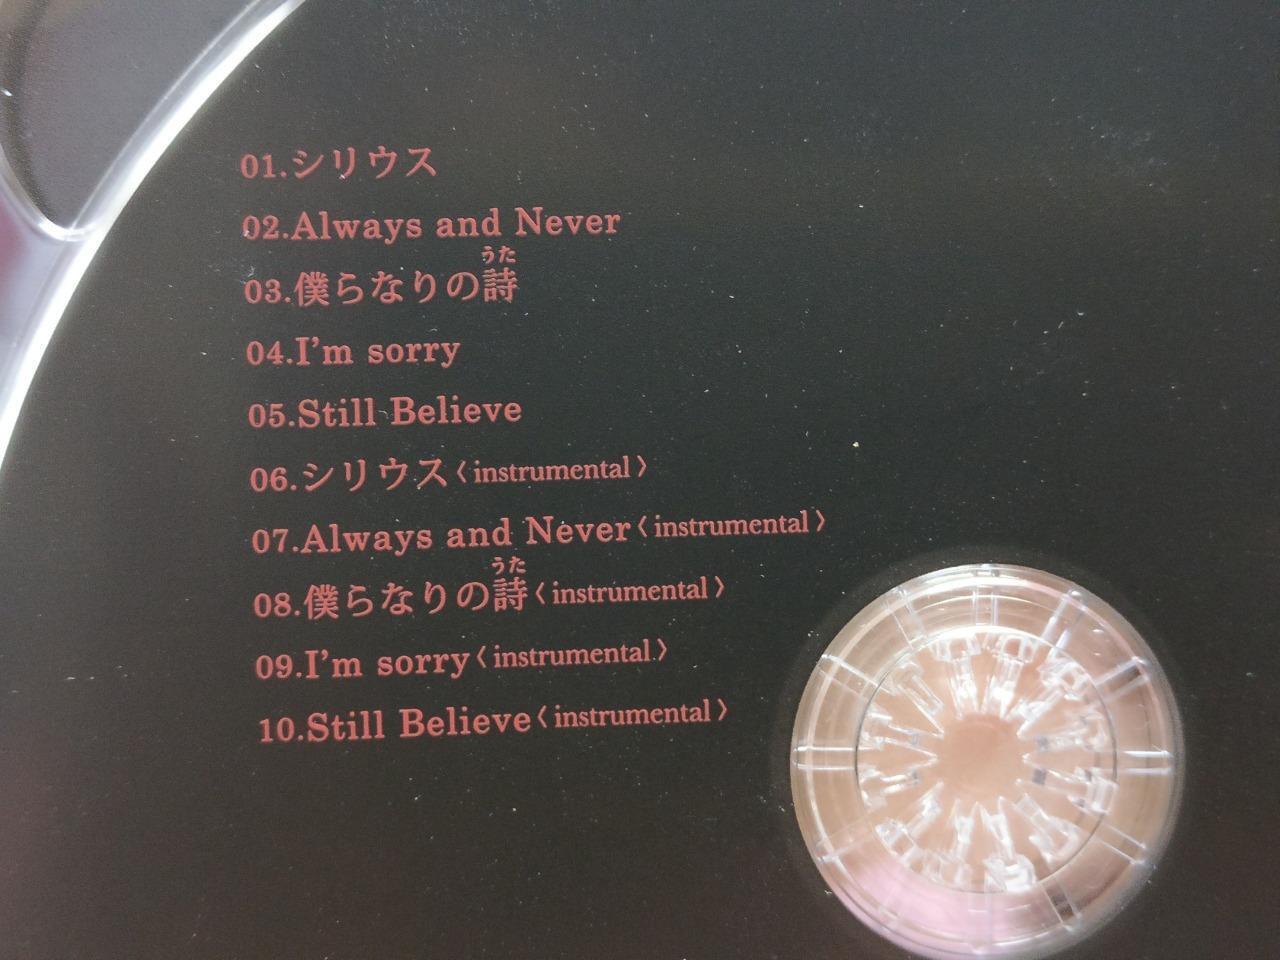 01.シリウス
02.Always and Never
うた
03.僕らなりの詩
04.I'm sorry
05.Still Believe
06.シリウス〈instrumental〉
07.Always and Never〈instrumental〉
うた
08.僕らなりの詩〈instrumental〉
09.I'm sorry〈instrumental〉
10.Still Believe〈instrumental〉